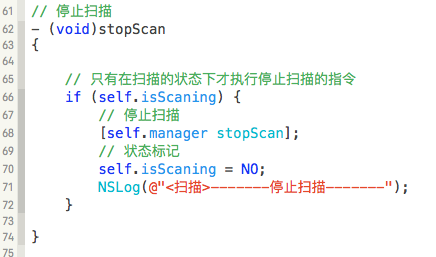 61 // 停止扫描
62 - (void)stopScan
63 {
64
65 // 只有在扫描的状态下才执行停止扫描的指令
66 if (self.isScaning) {
67 // 停止扫描
68 [self.manager stopScan];
69 // 状态标记
70 self.isScaning = NO;
71 NSLog(@"<扫描>-------停止扫描-------");
72 }
73
74 }
75